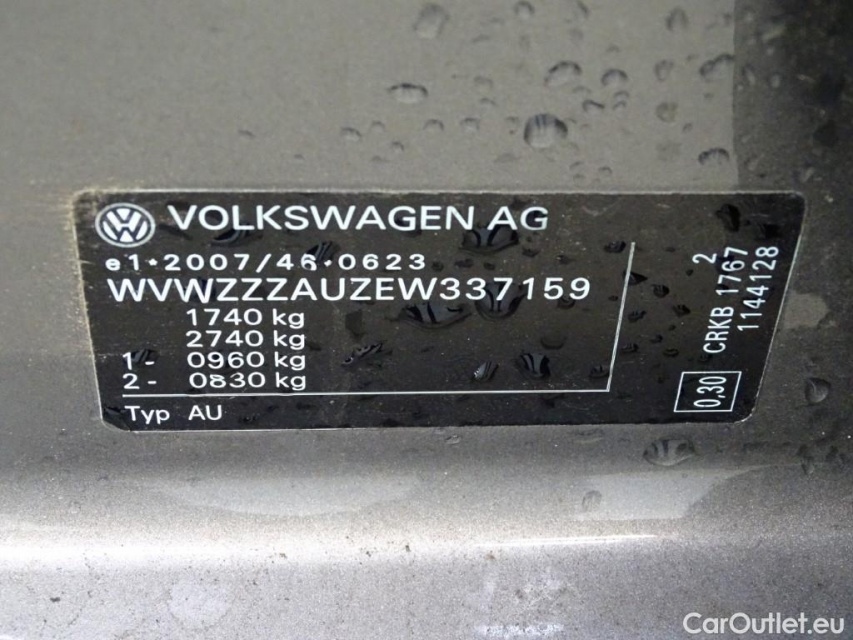 VOLKSWAGEN AG
e1*2007/46*0623
WVWZZZAUZEW337159
1740 kg
2740 kg
1 - 0960 kg
2 - 0830 kg
Typ AU
2
CRKB 1767
1144128
0,30
CarOutlet.eu